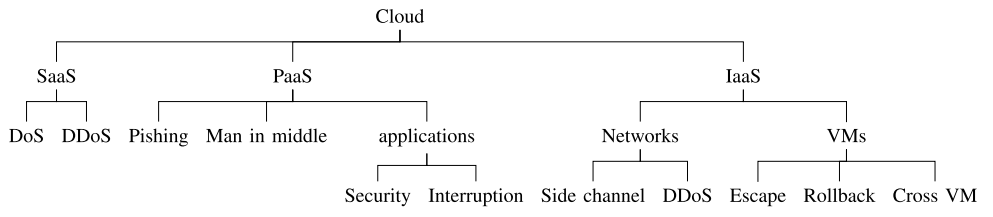 Cloud
SaaS PaaS IaaS
DoS DDoS Pishing Man in middle applications Networks VMs
Security Interruption Side channel DDoS Escape Rollback Cross VM